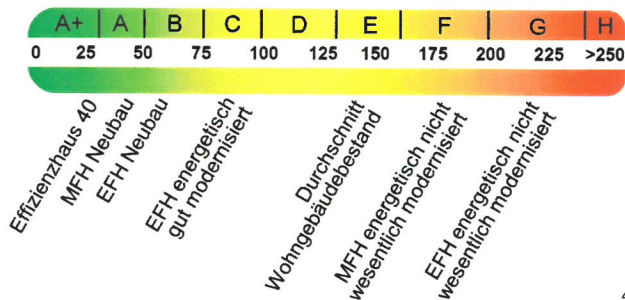 A+ A B C D E F G H
0 25 50 75 100 125 150 175 200 225 >250
Effizienzhaus 40
MFH Neubau
EFH Neubau
EFH energetisch
gut modernisiert
Durchschnitt
Wohngebäudebestand
MFH energetisch nicht
wesentlich modernisiert
EFH energetisch nicht
wesentlich modernisiert